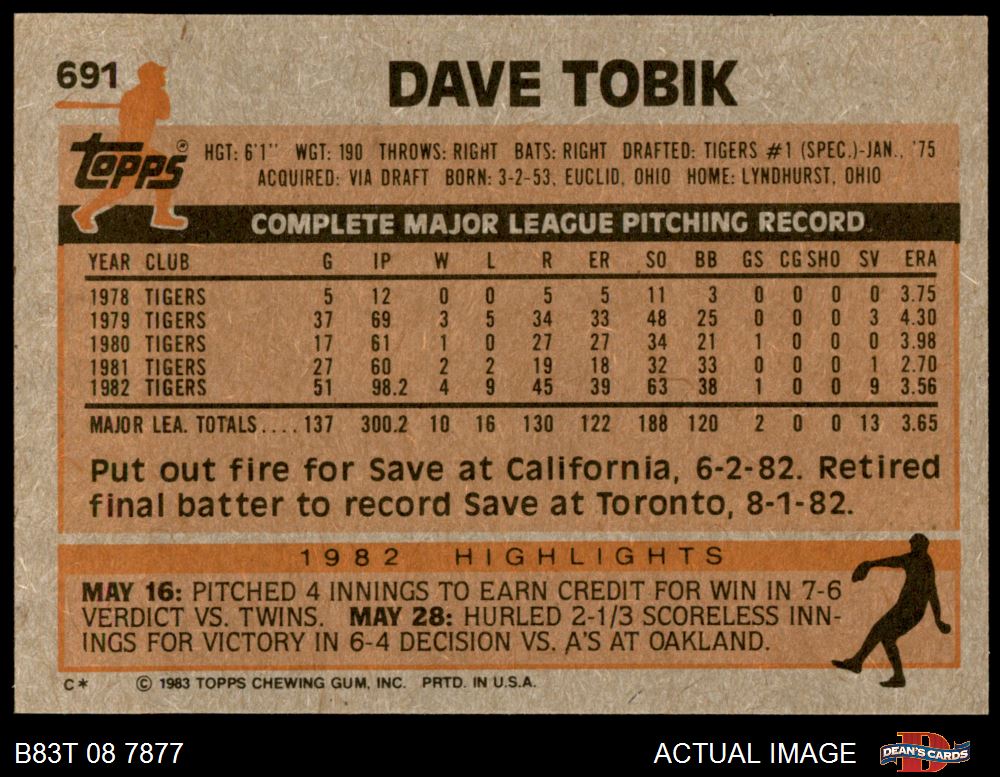 691
DAVE TOBIK
Topps®
HGT: 6'1" WGT: 190 THROWS: RIGHT BATS: RIGHT DRAFTED: TIGERS #1 (SPEC.)-JAN., '75
ACQUIRED: VIA DRAFT BORN: 3-2-53, EUCLID, OHIO HOME: LYNDHURST, OHIO
COMPLETE MAJOR LEAGUE PITCHING RECORD
YEAR CLUB G IP W L R ER SO BB GS CG SHO SV ERA
1978 TIGERS 5 12 0 0 5 5 11 3 0 0 0 0 3.75
1979 TIGERS 37 69 3 5 34 33 48 25 0 0 0 3 4.30
1980 TIGERS 17 61 1 0 27 27 34 21 1 0 0 0 3.98
1981 TIGERS 27 60 2 2 19 18 32 33 0 0 0 1 2.70
1982 TIGERS 51 98.2 4 9 45 39 63 38 1 0 0 9 3.56
MAJOR LEA. TOTALS.... 137 300.2 10 16 130 122 188 120 2 0 0 13 3.65
Put out fire for Save at California, 6-2-82. Retired
final batter to record Save at Toronto, 8-1-82.
1982 HIGHLIGHTS
MAY 16: PITCHED 4 INNINGS TO EARN CREDIT FOR WIN IN 7-6
VERDICT VS. TWINS. MAY 28: HURLED 2-1/3 SCORELESS INN-
INGS FOR VICTORY IN 6-4 DECISION VS. A'S AT OAKLAND.
C* © 1983 TOPPS CHEWING GUM, INC. PRTD. IN U.S.A.
B83T 08 7877 ACTUAL IMAGE DEAN'S CARDS